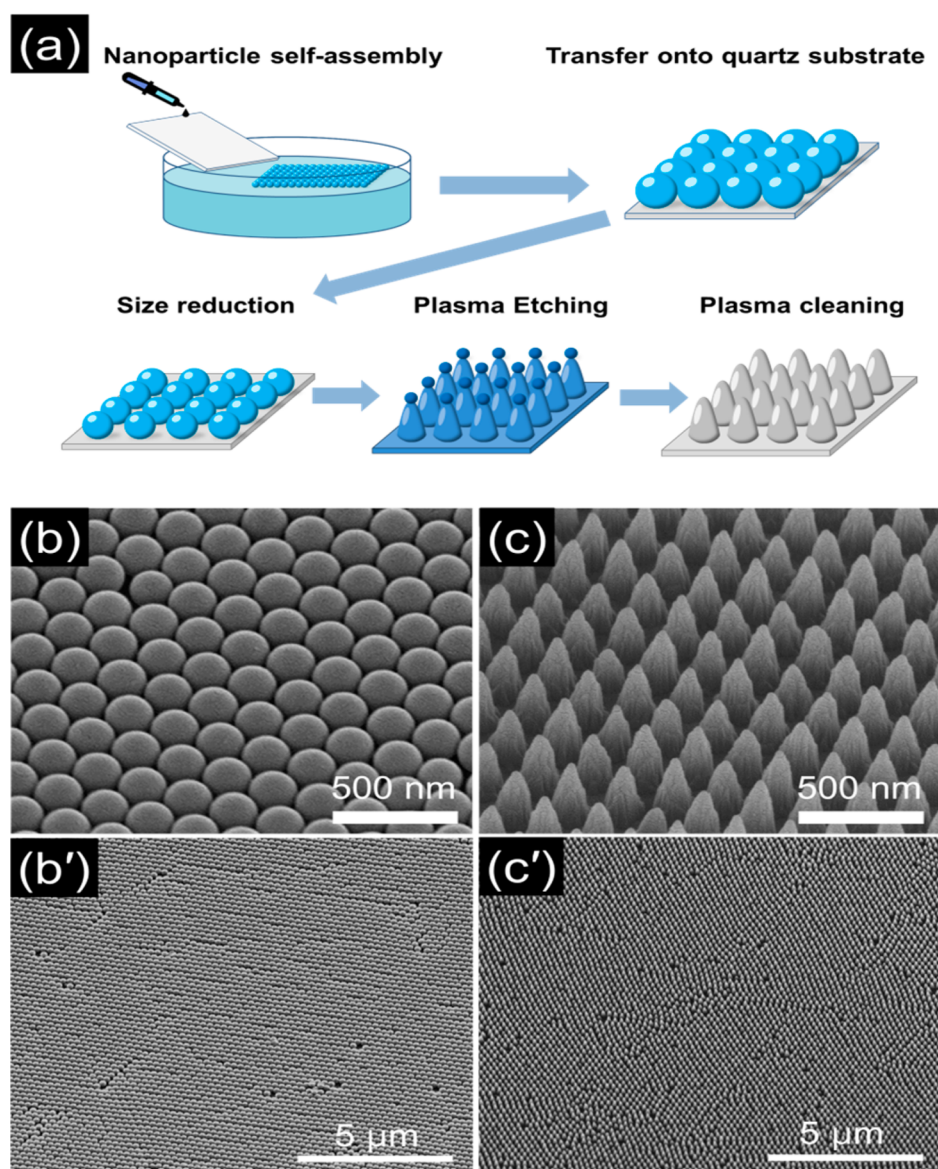 (a)
Nanoparticle self-assembly
Transfer onto quartz substrate
Size reduction
Plasma Etching
Plasma cleaning
(b)
500 nm
(c)
500 nm
(b′)
5 μm
(c′)
5 μm